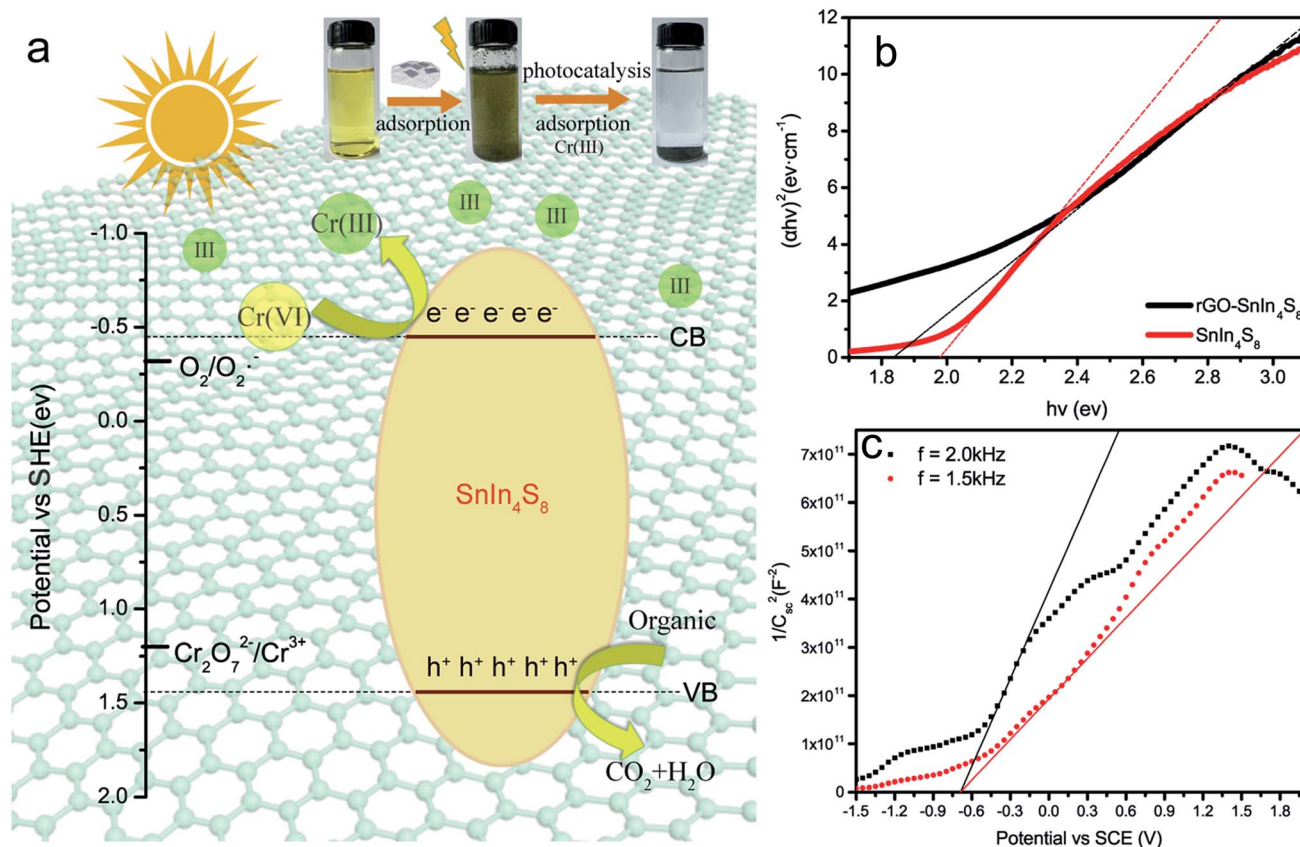 a
adsorption
photocatalysis
adsorption
Cr(III)
III
Cr(III)
III
III
III
Cr(VI)
e⁻ e⁻ e⁻ e⁻ e⁻
CB
O₂/O₂·⁻
SnIn₄S₈
Organic
Cr₂O₇²⁻/Cr³⁺
h⁺ h⁺ h⁺ h⁺ h⁺
VB
CO₂+H₂O
Potential vs SHE(ev)
-1.0
-0.5
0.0
0.5
1.0
1.5
2.0
b
(αhv)²(ev·cm⁻¹)
12
10
8
6
4
2
0
rGO-SnIn₄S₈
SnIn₄S₈
1.8 2.0 2.2 2.4 2.6 2.8 3.0
hv (ev)
c
f = 2.0kHz
f = 1.5kHz
1/Csc²(F⁻²)
7x10¹¹
6x10¹¹
5x10¹¹
4x10¹¹
3x10¹¹
2x10¹¹
1x10¹¹
0
-1.5 -1.2 -0.9 -0.6 -0.3 0.0 0.3 0.6 0.9 1.2 1.5 1.8
Potential vs SCE (V)